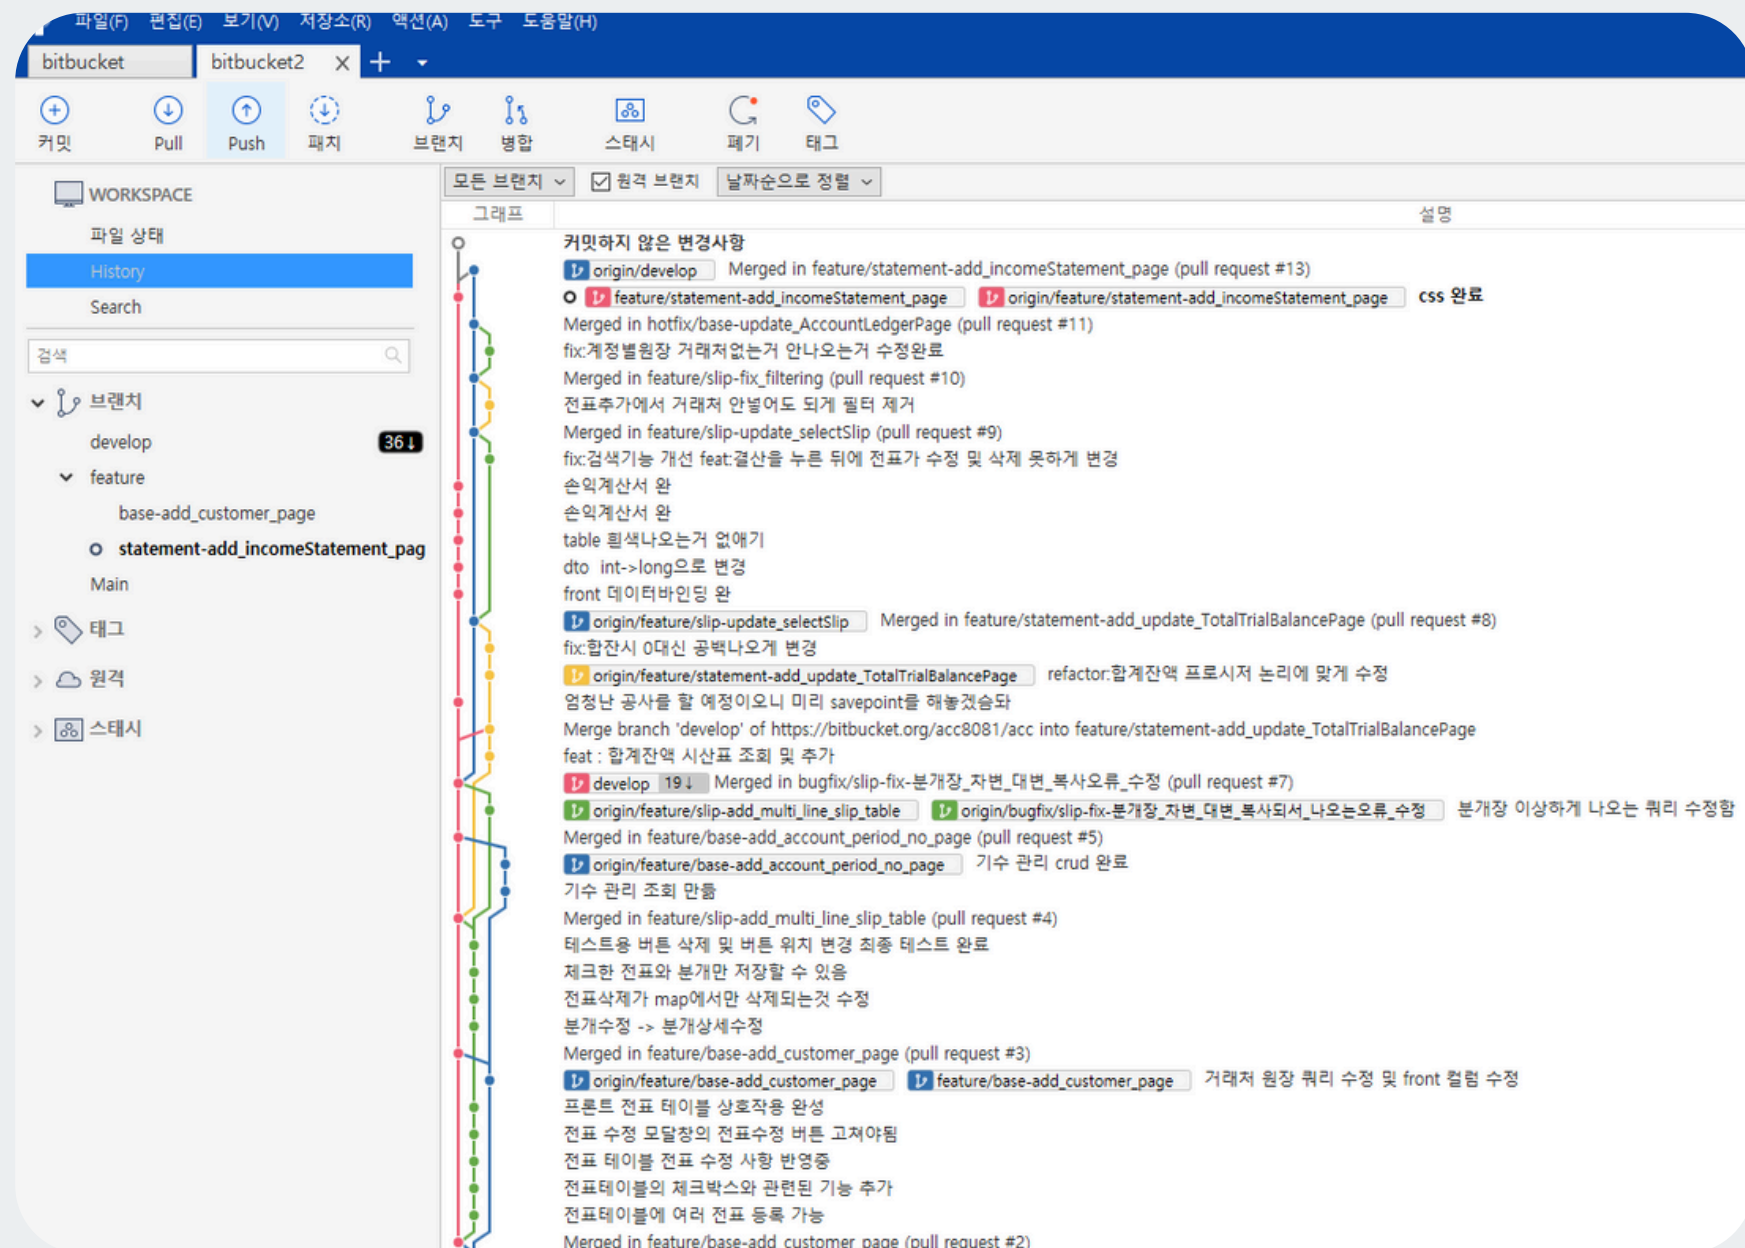 파일(F) 편집(E) 보기(V) 저장소(R) 액션(A) 도구 도움말(H)
bitbucket bitbucket2
커밋 Pull Push 패치 브랜치 병합 스태시 폐기 태그
WORKSPACE
파일 상태
History
Search
검색
브랜치
develop 36↓
feature
base-add_customer_page
statement-add_incomeStatement_pag
Main
태그
원격
스태시
모든 브랜치 원격 브랜치 날짜순으로 정렬
그래프 설명
커밋하지 않은 변경사항
origin/develop Merged in feature/statement-add_incomeStatement_page (pull request #13)
feature/statement-add_incomeStatement_page origin/feature/statement-add_incomeStatement_page css 완료
Merged in hotfix/base-update_AccountLedgerPage (pull request #11)
fix:계정별원장 거래처없는거 안나오는거 수정완료
Merged in feature/slip-fix_filtering (pull request #10)
전표추가에서 거래처 안넣어도 되게 필터 제거
Merged in feature/slip-update_selectSlip (pull request #9)
fix:검색기능 개선 feat:결산을 누른 뒤에 전표가 수정 및 삭제 못하게 변경
손익계산서 완
손익계산서 완
table 흰색나오는거 없애기
dto int->long으로 변경
front 데이터바인딩 완
origin/feature/slip-update_selectSlip Merged in feature/statement-add_update_TotalTrialBalancePage (pull request #8)
fix:합잔시 0대신 공백나오게 변경
origin/feature/statement-add_update_TotalTrialBalancePage refactor:합계잔액 프로시저 논리에 맞게 수정
엄청난 공사를 할 예정이오니 미리 savepoint를 해놓겠슴돠
Merge branch 'develop' of https://bitbucket.org/acc8081/acc into feature/statement-add_update_TotalTrialBalancePage
feat : 합계잔액 시산표 조회 및 추가
develop 19↓ Merged in bugfix/slip-fix-분개장_차변_대변_복사오류_수정 (pull request #7)
origin/feature/slip-add_multi_line_slip_table origin/bugfix/slip-fix-분개장_차변_대변_복사되서_나오는오류_수정 분개장 이상하게 나오는 쿼리 수정함
Merged in feature/base-add_account_period_no_page (pull request #5)
origin/feature/base-add_account_period_no_page 기수 관리 crud 완료
기수 관리 조회 만듦
Merged in feature/slip-add_multi_line_slip_table (pull request #4)
테스트용 버튼 삭제 및 버튼 위치 변경 최종 테스트 완료
체크한 전표와 분개만 저장할 수 있음
전표삭제가 map에서만 삭제되는것 수정
분개수정 -> 분개상세수정
Merged in feature/base-add_customer_page (pull request #3)
origin/feature/base-add_customer_page feature/base-add_customer_page 거래처 원장 쿼리 수정 및 front 컬럼 수정
프론트 전표 테이블 상호작용 완성
전표 수정 모달창의 전표수정 버튼 고쳐야됨
전표 테이블 전표 수정 사항 반영중
전표테이블의 체크박스와 관련된 기능 추가
전표테이블에 여러 전표 등록 가능
Merged in feature/base-add_customer_page (pull request #2)